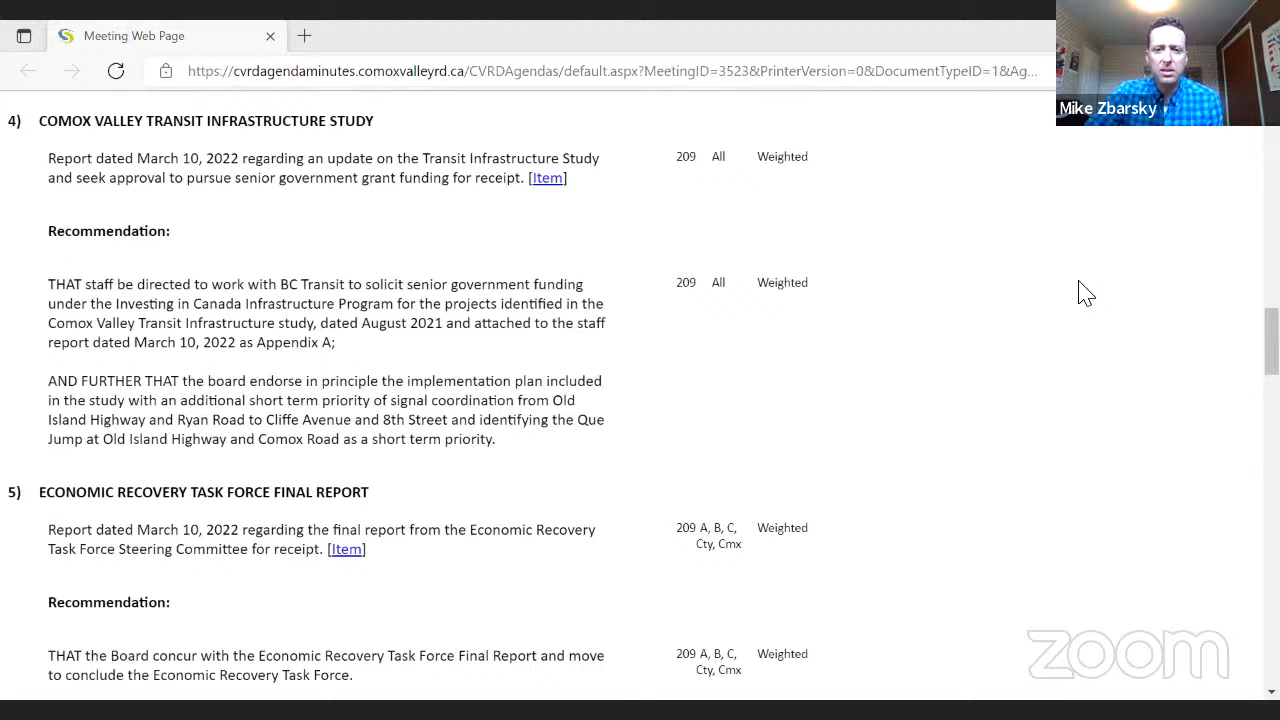 Meeting Web Page
https://cvrdagendaminutes.comoxvalleyrd.ca/CVRDAgendas/default.aspx?MeetingID=3523&PrinterVersion=0&DocumentTypeID=1&Ag...
Mike Zbarsky
4) COMOX VALLEY TRANSIT INFRASTRUCTURE STUDY
Report dated March 10, 2022 regarding an update on the Transit Infrastructure Study 209 All Weighted
and seek approval to pursue senior government grant funding for receipt. [Item]
Recommendation:
THAT staff be directed to work with BC Transit to solicit senior government funding 209 All Weighted
under the Investing in Canada Infrastructure Program for the projects identified in the
Comox Valley Transit Infrastructure study, dated August 2021 and attached to the staff
report dated March 10, 2022 as Appendix A;
AND FURTHER THAT the board endorse in principle the implementation plan included
in the study with an additional short term priority of signal coordination from Old
Island Highway and Ryan Road to Cliffe Avenue and 8th Street and identifying the Que
Jump at Old Island Highway and Comox Road as a short term priority.
5) ECONOMIC RECOVERY TASK FORCE FINAL REPORT
Report dated March 10, 2022 regarding the final report from the Economic Recovery 209 A, B, C, Weighted
Task Force Steering Committee for receipt. [Item] Cty, Cmx
Recommendation:
THAT the Board concur with the Economic Recovery Task Force Final Report and move 209 A, B, C, Weighted
to conclude the Economic Recovery Task Force. Cty, Cmx
zoom